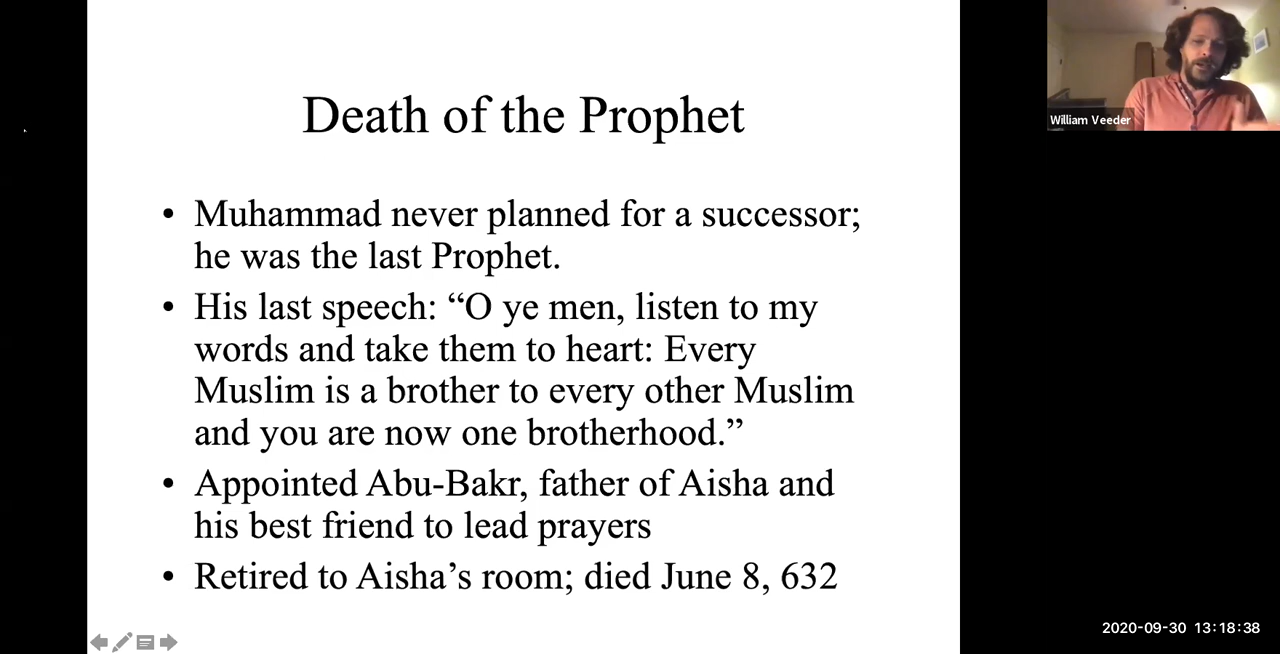 Death of the Prophet
• Muhammad never planned for a successor;
he was the last Prophet.
• His last speech: “O ye men, listen to my
words and take them to heart: Every
Muslim is a brother to every other Muslim
and you are now one brotherhood.”
• Appointed Abu-Bakr, father of Aisha and
his best friend to lead prayers
• Retired to Aisha’s room; died June 8, 632
William Veeder
2020-09-30 13:18:38